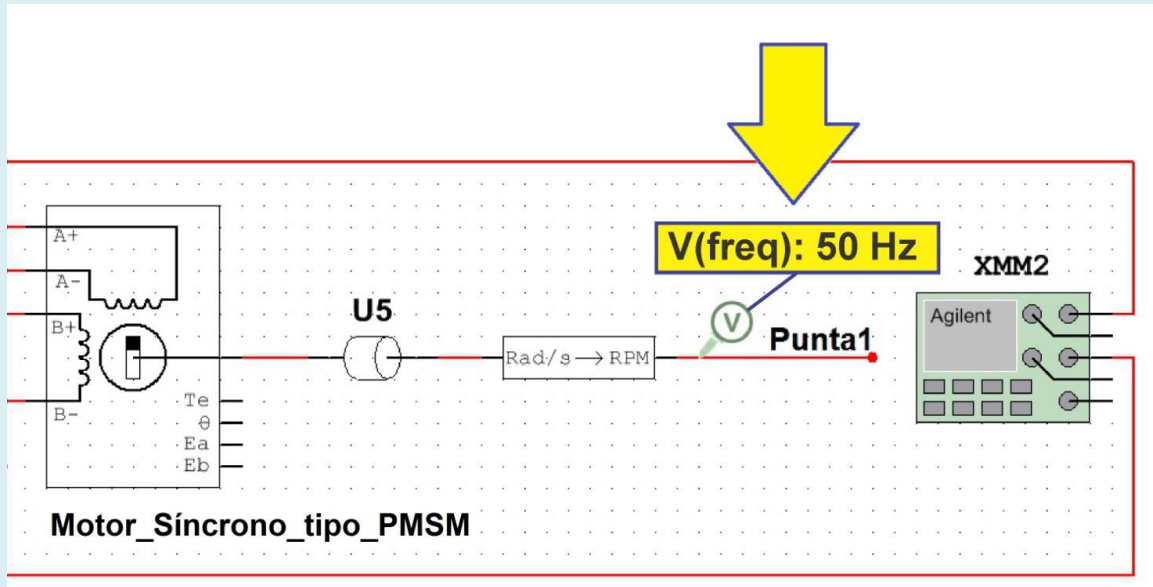 V(freq): 50 Hz
XMM2
A+
A-
U5
Agilent
B+
V
Punta1
Rad/s→RPM
Te
B-
θ
Ea
Eb
Motor_Síncrono_tipo_PMSM